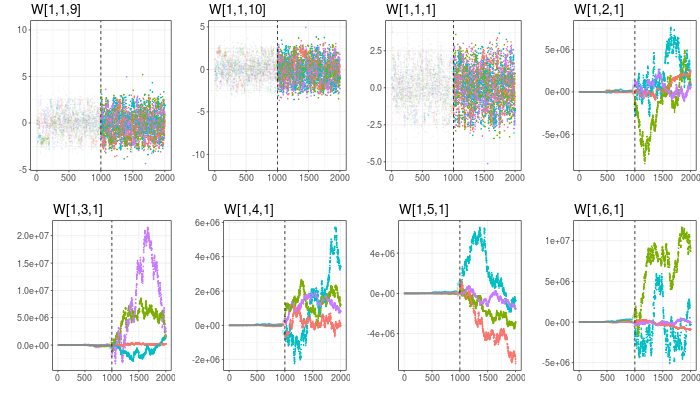 W[1,1,9]
W[1,1,10]
W[1,1,1]
W[1,2,1]
10
5
0
-5
0 500 1000 1500 2000
5
0
-5
-10
0 500 1000 1500 2000
2.5
0.0
-2.5
-5.0
0 500 1000 1500 2000
5e+06
0e+00
-5e+06
0 500 1000 1500 2000
W[1,3,1]
W[1,4,1]
W[1,5,1]
W[1,6,1]
2.0e+07
1.5e+07
1.0e+07
5.0e+06
0.0e+00
0 500 1000 1500 2000
6e+06
4e+06
2e+06
0e+00
-2e+06
0 500 1000 1500 2000
4e+06
0e+00
-4e+06
0 500 1000 1500 2000
1e+07
5e+06
0e+00
-5e+06
0 500 1000 1500 2000